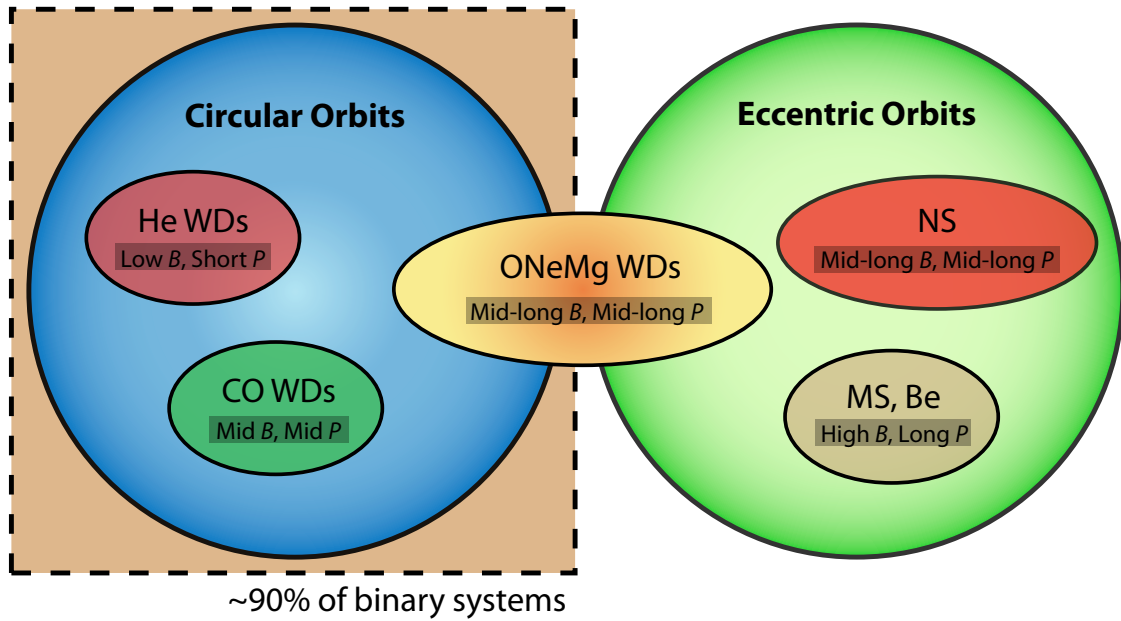 Circular Orbits
Eccentric Orbits
He WDs
Low B, Short P
NS
Mid-long B, Mid-long P
ONeMg WDs
Mid-long B, Mid-long P
CO WDs
Mid B, Mid P
MS, Be
High B, Long P
~90% of binary systems